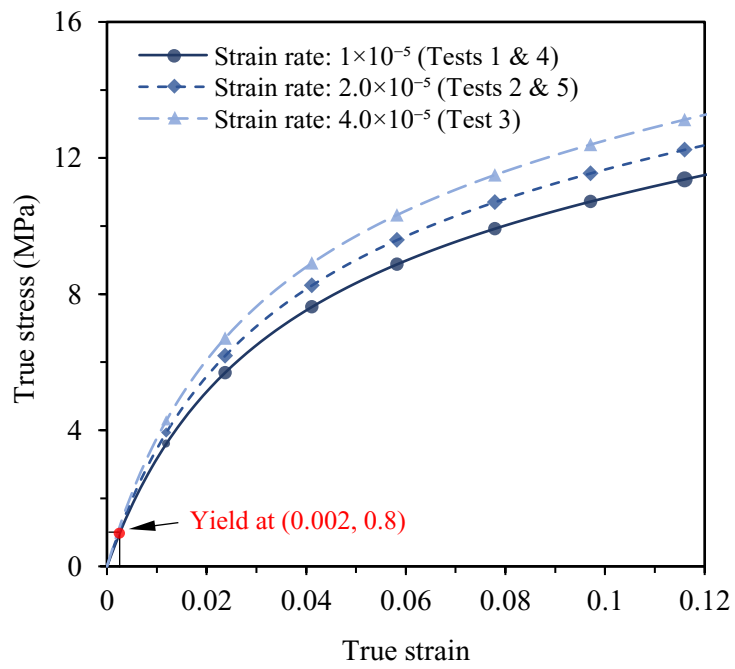 16
12
8
4
0
True stress (MPa)
Strain rate: 1×10⁻⁵ (Tests 1 & 4)
Strain rate: 2.0×10⁻⁵ (Tests 2 & 5)
Strain rate: 4.0×10⁻⁵ (Test 3)
Yield at (0.002, 0.8)
0 0.02 0.04 0.06 0.08 0.1 0.12
True strain